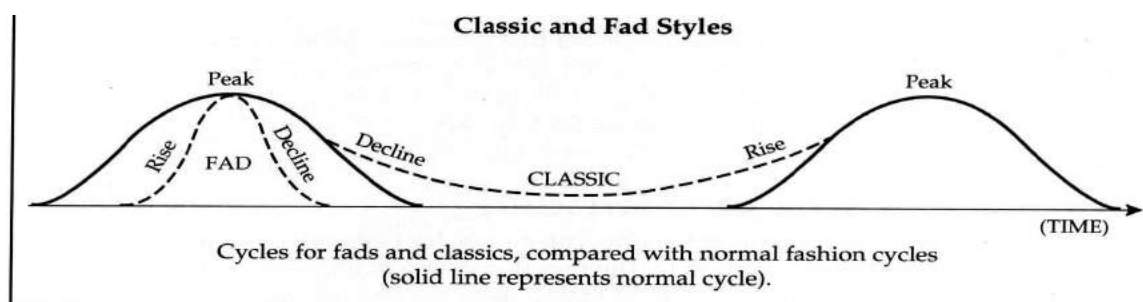 Classic and Fad Styles
Peak
Peak
Rise
FAD
Decline
Decline
CLASSIC
Rise
(TIME)
Cycles for fads and classics, compared with normal fashion cycles
(solid line represents normal cycle).